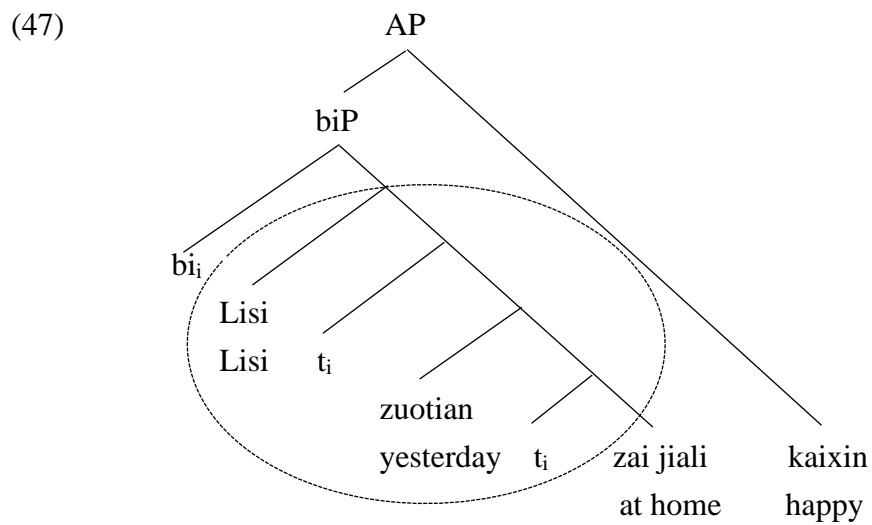 (47) AP
biP
biᵢ
Lisi
Lisi tᵢ
zuotian
yesterday tᵢ zai jiali kaixin
at home happy